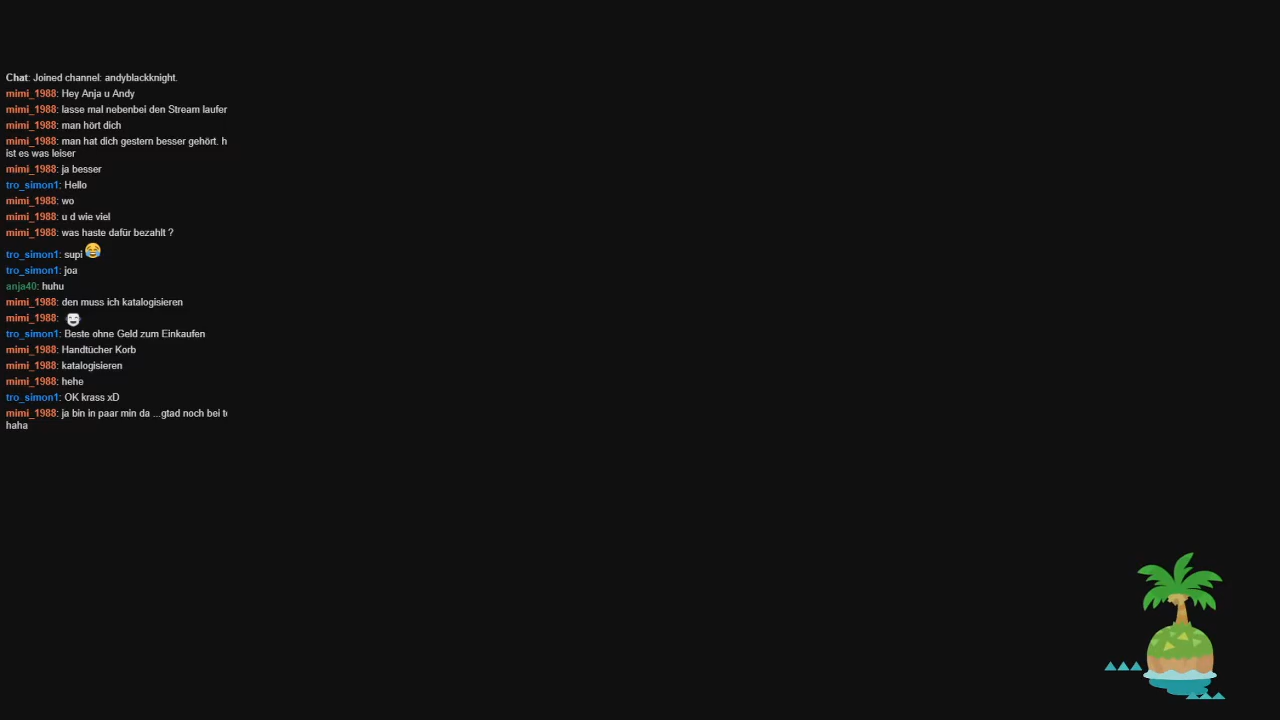 Chat: Joined channel: andyblackknight.
mimi_1988: Hey Anja u Andy
mimi_1988: lasse mal nebenbei den Stream laufen
mimi_1988: man hört dich
mimi_1988: man hat dich gestern besser gehört. h
ist es was leiser
mimi_1988: ja besser
tro_simon1: Hello
mimi_1988: wo
mimi_1988: u d wie viel
mimi_1988: was haste dafür bezahlt ?
tro_simon1: supi 😂
tro_simon1: joa
anja40: huhu
mimi_1988: den muss ich katalogisieren
mimi_1988:
tro_simon1: Beste ohne Geld zum Einkaufen
mimi_1988: Handtücher Korb
mimi_1988: katalogisieren
mimi_1988: hehe
tro_simon1: OK krass xD
mimi_1988: ja bin in paar min da ...gtad noch bei
haha